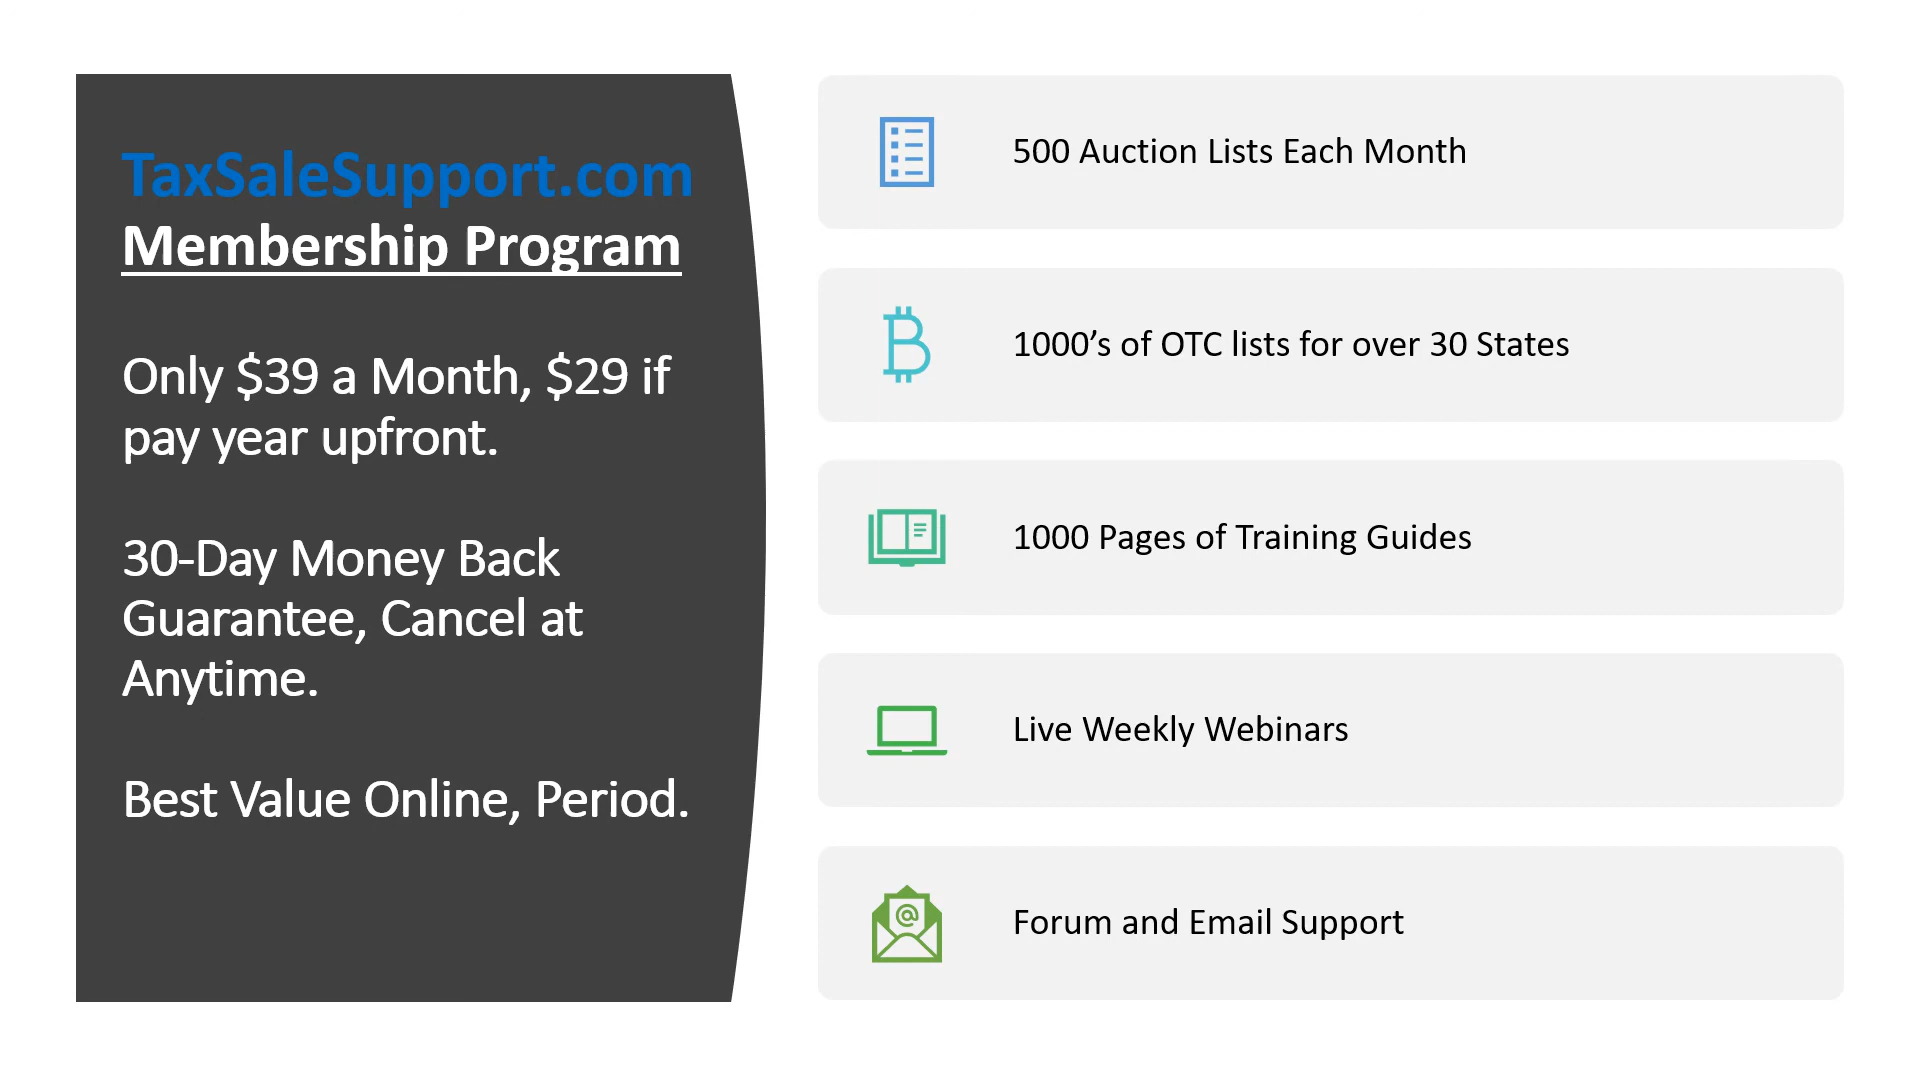 TaxSaleSupport.com
Membership Program
Only $39 a Month, $29 if
pay year upfront.
30-Day Money Back
Guarantee, Cancel at
Anytime.
Best Value Online, Period.
500 Auction Lists Each Month
1000’s of OTC lists for over 30 States
1000 Pages of Training Guides
Live Weekly Webinars
Forum and Email Support